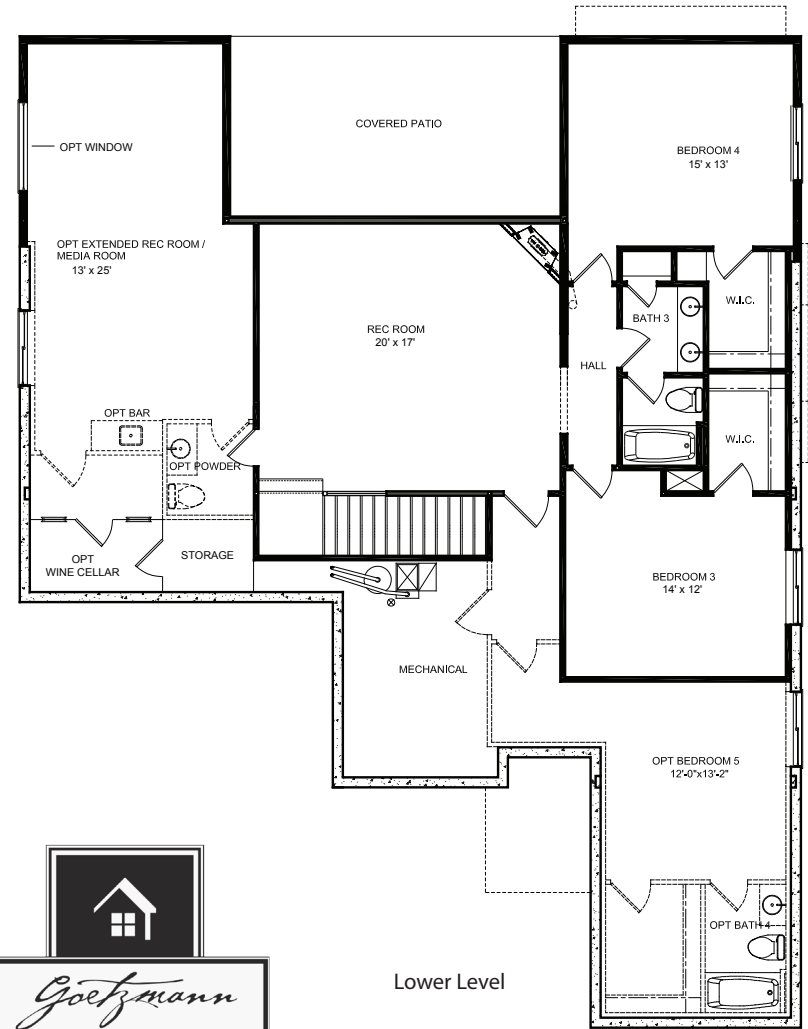 COVERED PATIO
OPT WINDOW
BEDROOM 4
15' x 13'
OPT EXTENDED REC ROOM /
MEDIA ROOM
13' x 25'
W.I.C.
BATH 3
REC ROOM
20' x 17'
HALL
OPT BAR
W.I.C.
OPT POWDER
STORAGE
OPT
WINE CELLAR
BEDROOM 3
14' x 12'
MECHANICAL
OPT BEDROOM 5
12'-0"x13'-2"
OPT BATH 4
Lower Level
Goetzmann